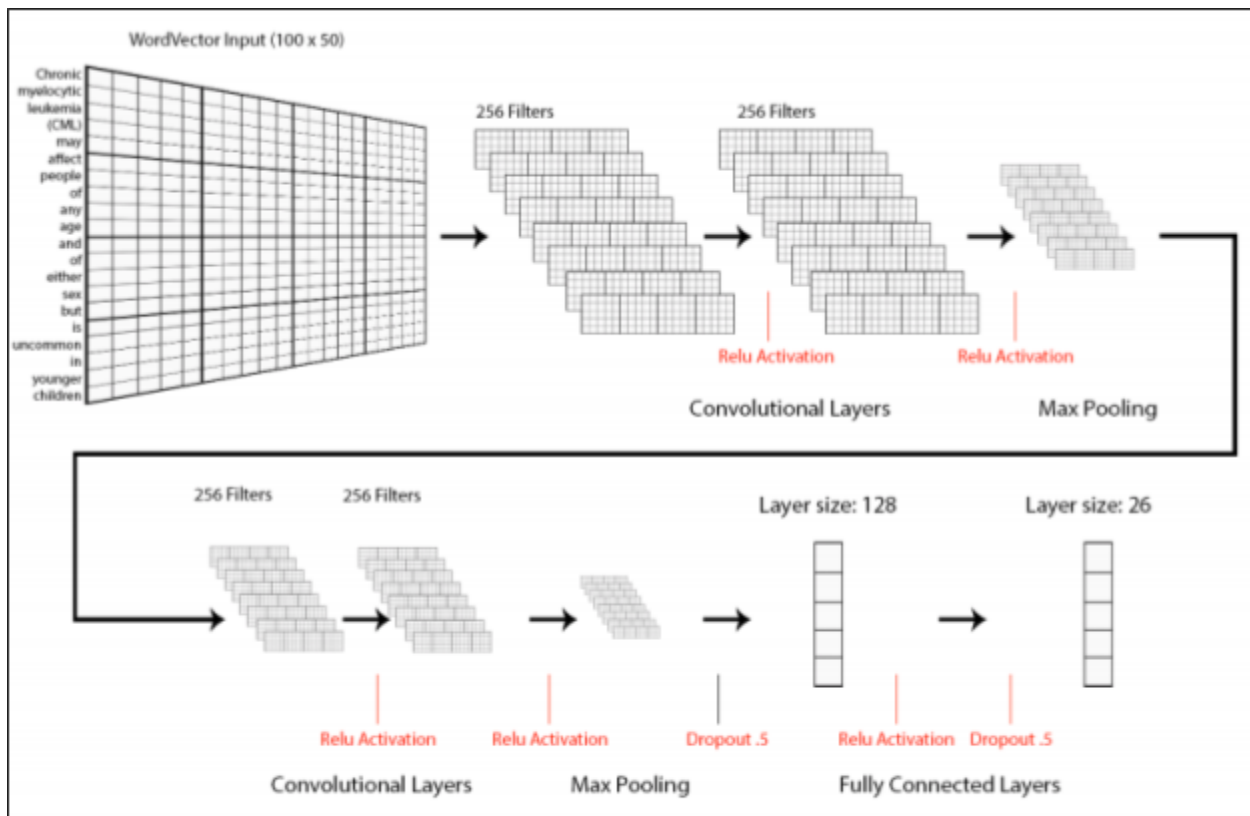 WordVector Input (100 x 50)
Chronic
myelocytic
leukemia
(CML)
may
affect
people
of
any
age
and
of
either
sex
but
is
uncommon
in
younger
children
256 Filters
256 Filters
Relu Activation
Relu Activation
Convolutional Layers
Max Pooling
256 Filters
256 Filters
Layer size: 128
Layer size: 26
Relu Activation
Relu Activation
Dropout .5
Relu Activation
Dropout .5
Convolutional Layers
Max Pooling
Fully Connected Layers